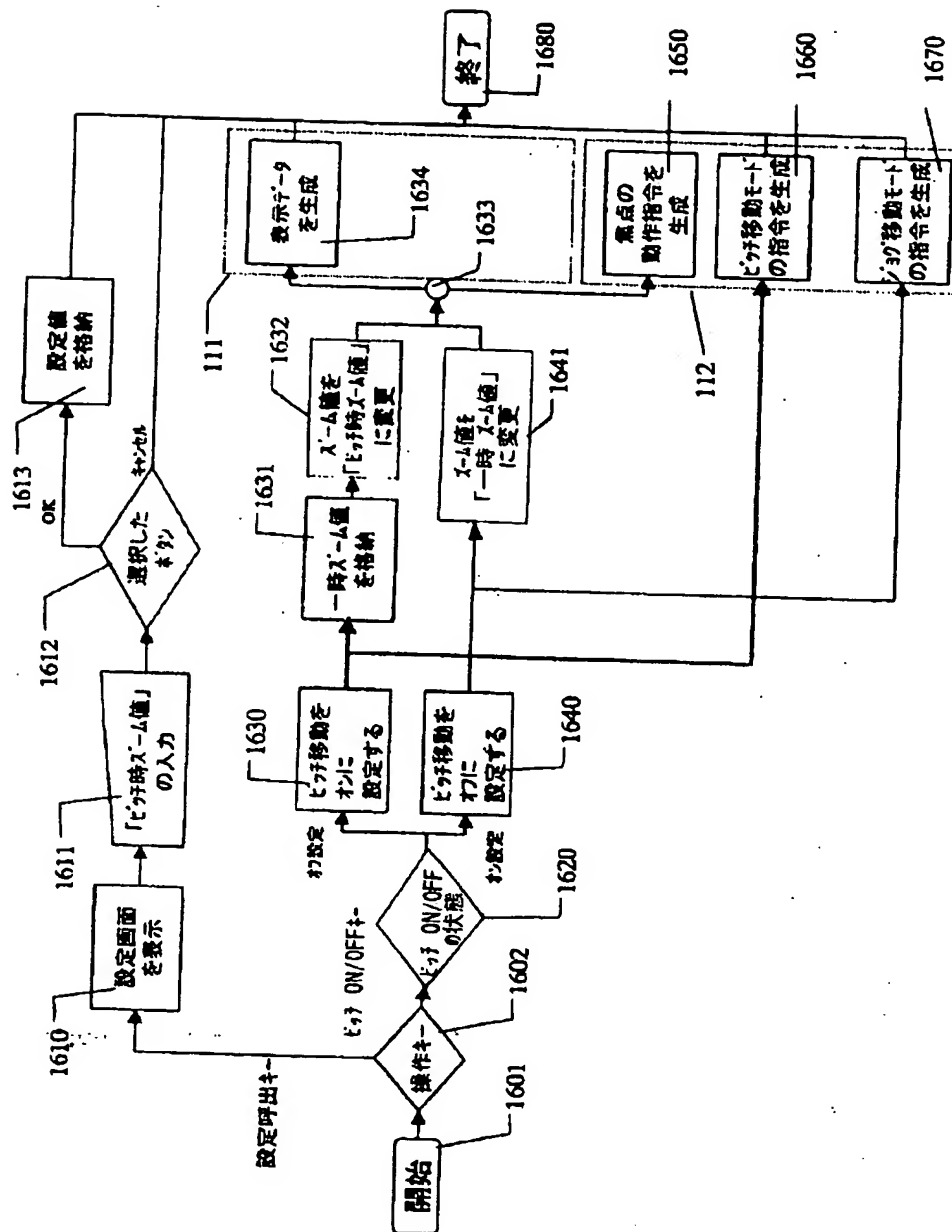 開始
1601
操作キー
1602
設定呼出キー
ピッチ ON/OFFキー
設定画面
を表示
1610
「ピッチ時ズーム値」
の入力
1611
選択した
ボタン
1612
OK
キャンセル
設定値
を格納
1613
ピッチ ON/OFF
の状態
1620
オフ設定
オン設定
ピッチ移動を
オンに
設定する
1630
ピッチ移動を
オフに
設定する
1640
一時ズーム値
を格納
1631
ズーム値を
「ピッチ時ズーム値」
に変更
1632
ズーム値を
「一時 ズーム値」
に変更
1641
1633
111
表示データ
を生成
1634
112
焦点の
動作指令を
生成
1650
ピッチ移動モード
の指令を生成
1660
ジョグ移動モード
の指令を生成
1670
終了
1680